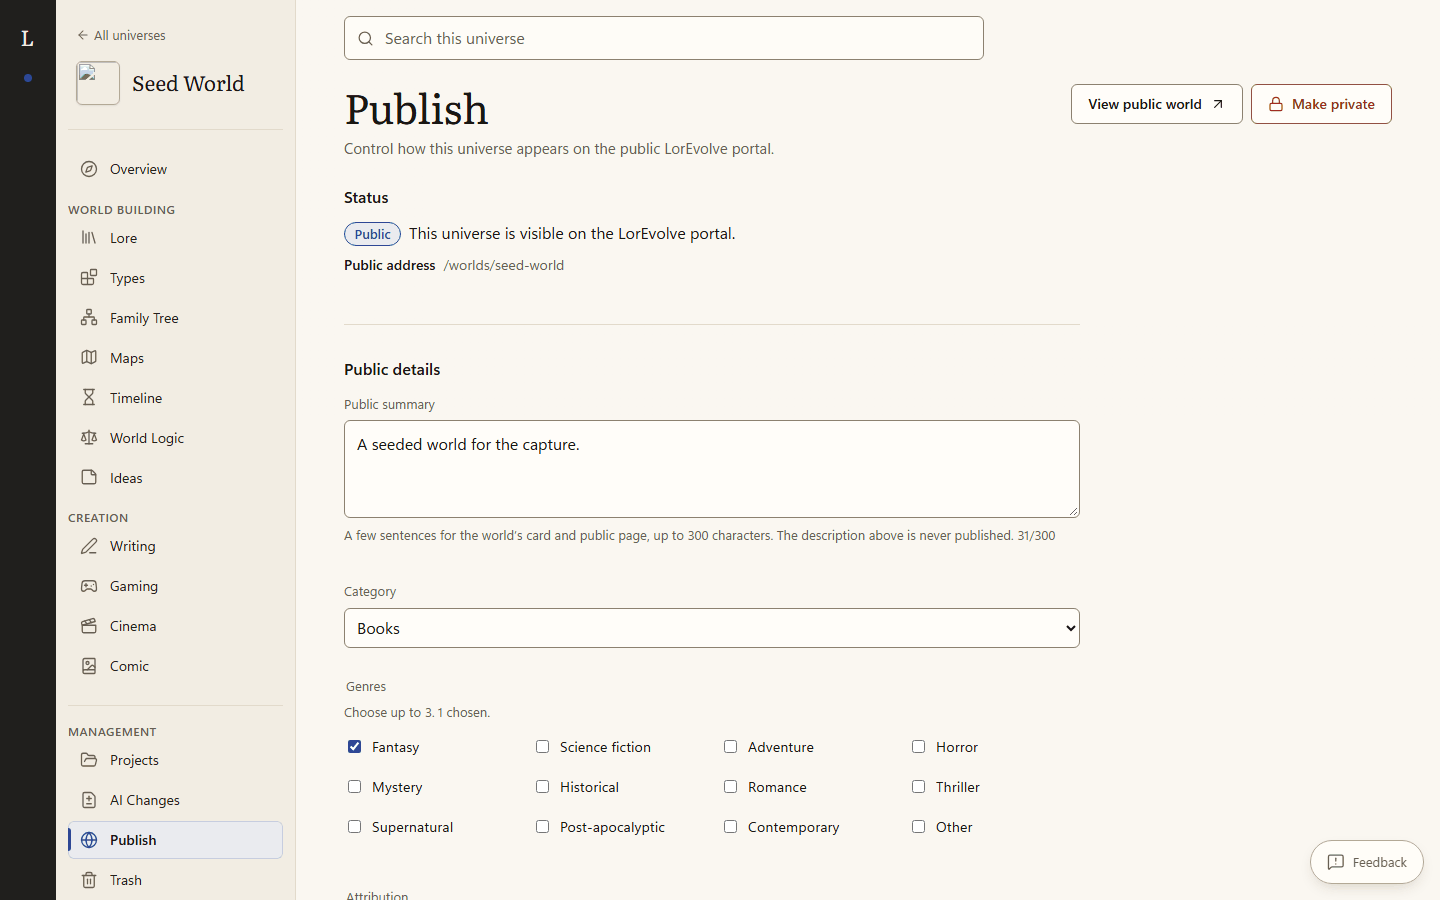 L
All universes
Seed World
Overview
WORLD BUILDING
Lore
Types
Family Tree
Maps
Timeline
World Logic
Ideas
CREATION
Writing
Gaming
Cinema
Comic
MANAGEMENT
Projects
AI Changes
Publish
Trash
Search this universe
Publish
View public world
Make private
Control how this universe appears on the public LorEvolve portal.
Status
Public This universe is visible on the LorEvolve portal.
Public address /worlds/seed-world
Public details
Public summary
A seeded world for the capture.
A few sentences for the world's card and public page, up to 300 characters. The description above is never published. 31/300
Category
Books
Genres
Choose up to 3. 1 chosen.
Fantasy Science fiction Adventure Horror
Mystery Historical Romance Thriller
Supernatural Post-apocalyptic Contemporary Other
Attribution
Feedback